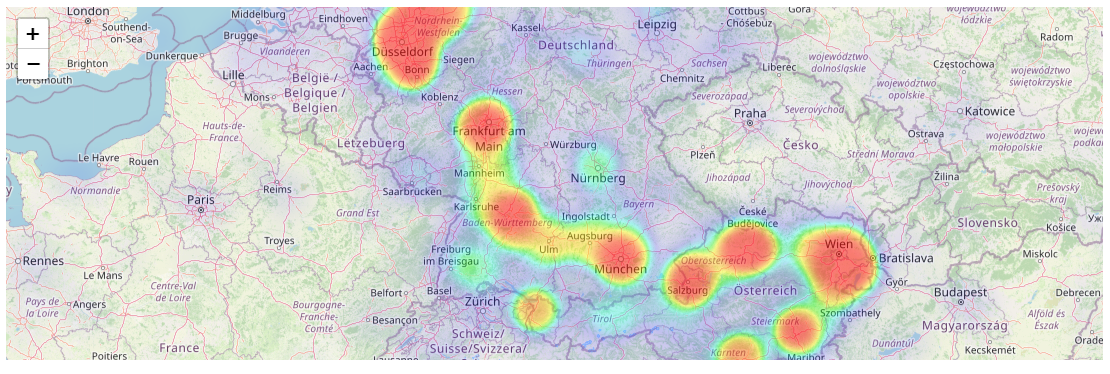 London
Southend-
on-Sea
Brighton
Portsmouth
Middelburg
Eindhoven
Brugge
Dunkerque
Vlaanderen
Lille
België /
Belgique /
Belgien
Mons
Hauts-de-
France
Lëtzebuerg
Le Havre
Rouen
Normandie
Paris
Reims
Grand Est
Saarbrücken
Troyes
Rennes
Le Mans
Centre-Val
de Loire
Pays de
la Loire
Angers
Bourgogne-
Franche-
Comté
Belfort
Besançon
Poitiers
France
Nordrhein-
Westfalen
Düsseldorf
Aachen
Bonn
Siegen
Koblenz
Kassel
Deutschland
Thüringen
Leipzig
Sachsen
Chemnitz
Hessen
Frankfurt am
Main
Mannheim
Würzburg
Nürnberg
Karlsruhe
Baden-Württemberg
Bayern
Ingolstadt
Augsburg
Ulm
München
Freiburg
im Breisgau
Basel
Zürich
Schweiz/
Suisse/Svizzera/
Tirol
Salzburg
Oberösterreich
Österreich
Wien
Steiermark
Kärnten
Maribor
Cottbus
- Chóśebuz
Liberec
Severozápad
Praha
Severovýchod
Česko
Plzeň
Jihozápad
Jihovýchod
Střední Morava
České
Budějovice
Ostrava
Góra
województwo
łódzkie
Radom
województwo
dolnośląskie
Częstochowa
województwo
opolskie
województwo
świętokrzyskie
Katowice
województwo
małopolskie
Žilina
Prešovský
kraj
Slovensko
Košice
Bratislava
Győr
Miskolc
Budapest
Debrecen
Szombathely
Magyarország
Alföld és
Észak
Dunántúl
Kecskemét
+
−